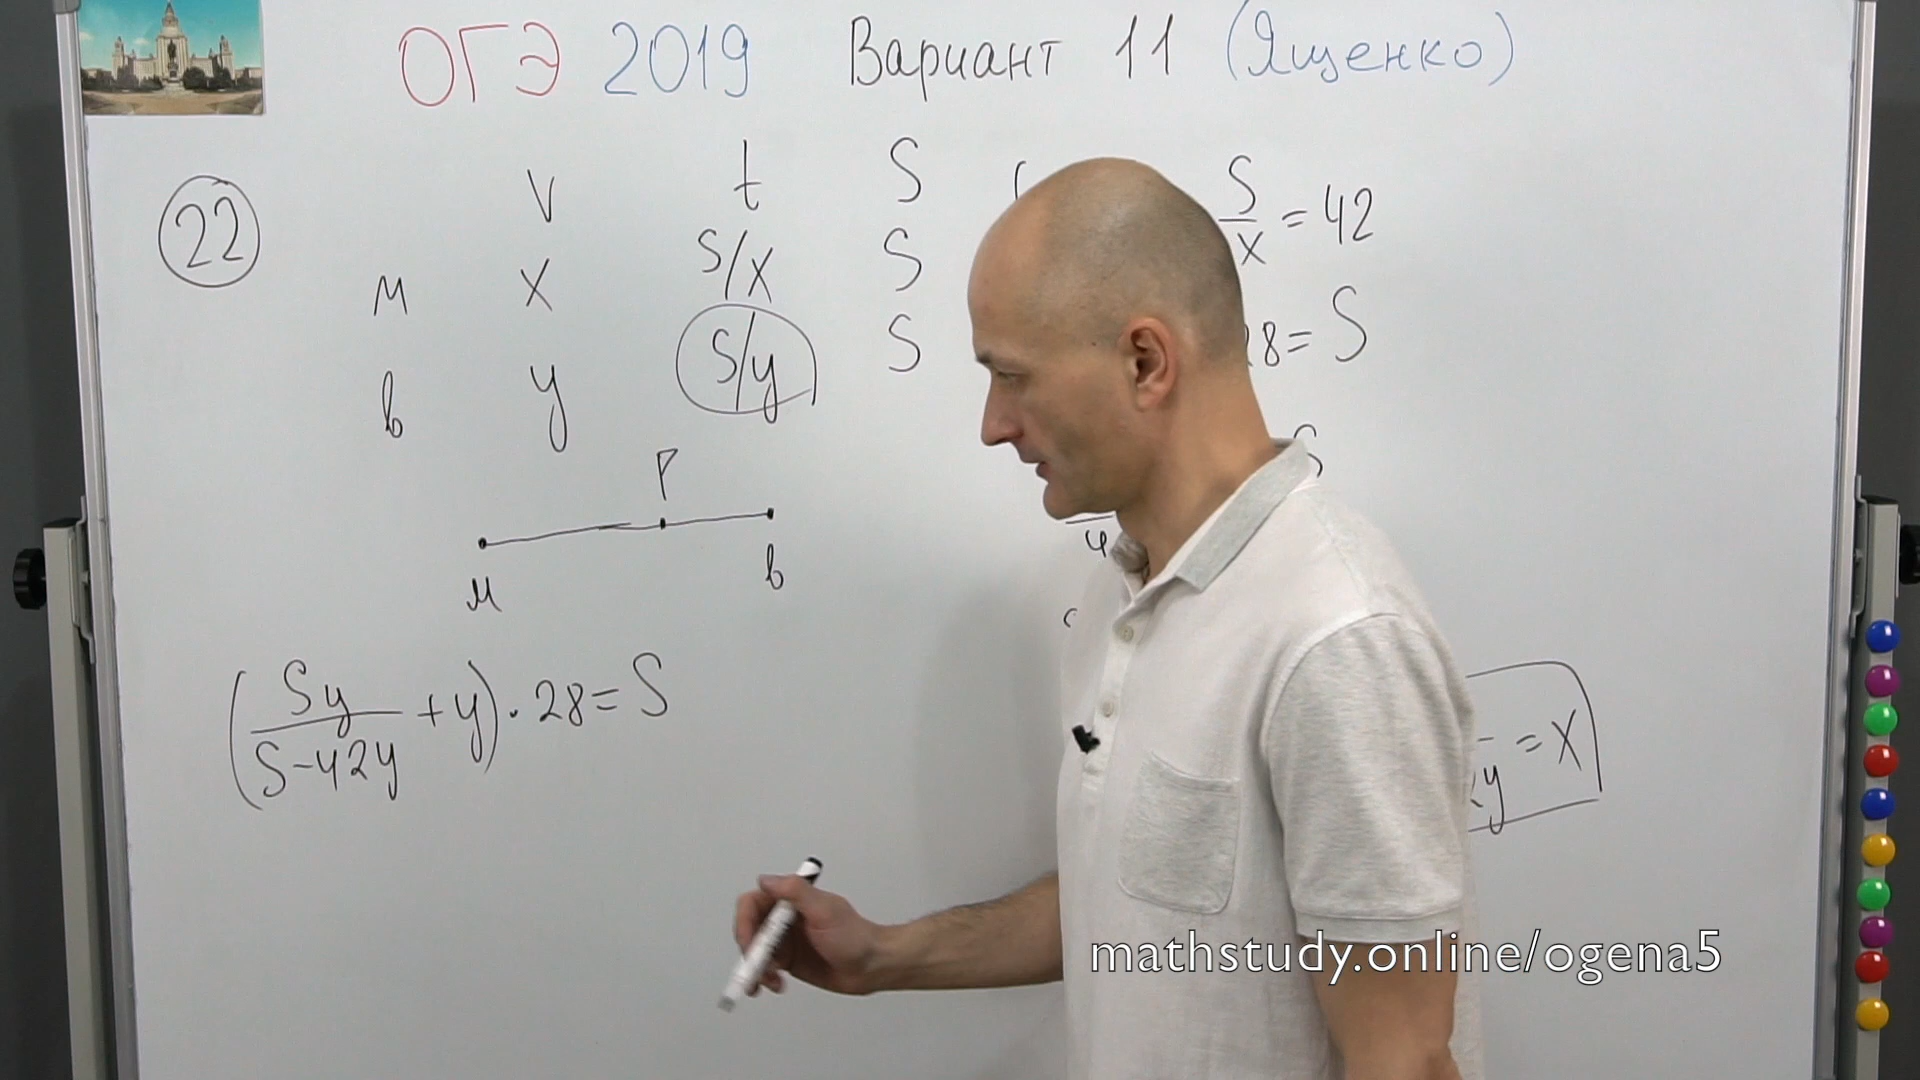 ОГЭ 2019 Вариант 11 (Ященко)
22
V t S
м x S/x S
в y S/y S
S/x = 42
28 = S
P
м в
(Sy/(S-42y) + y) · 28 = S
y = x
mathstudy.online/ogena5